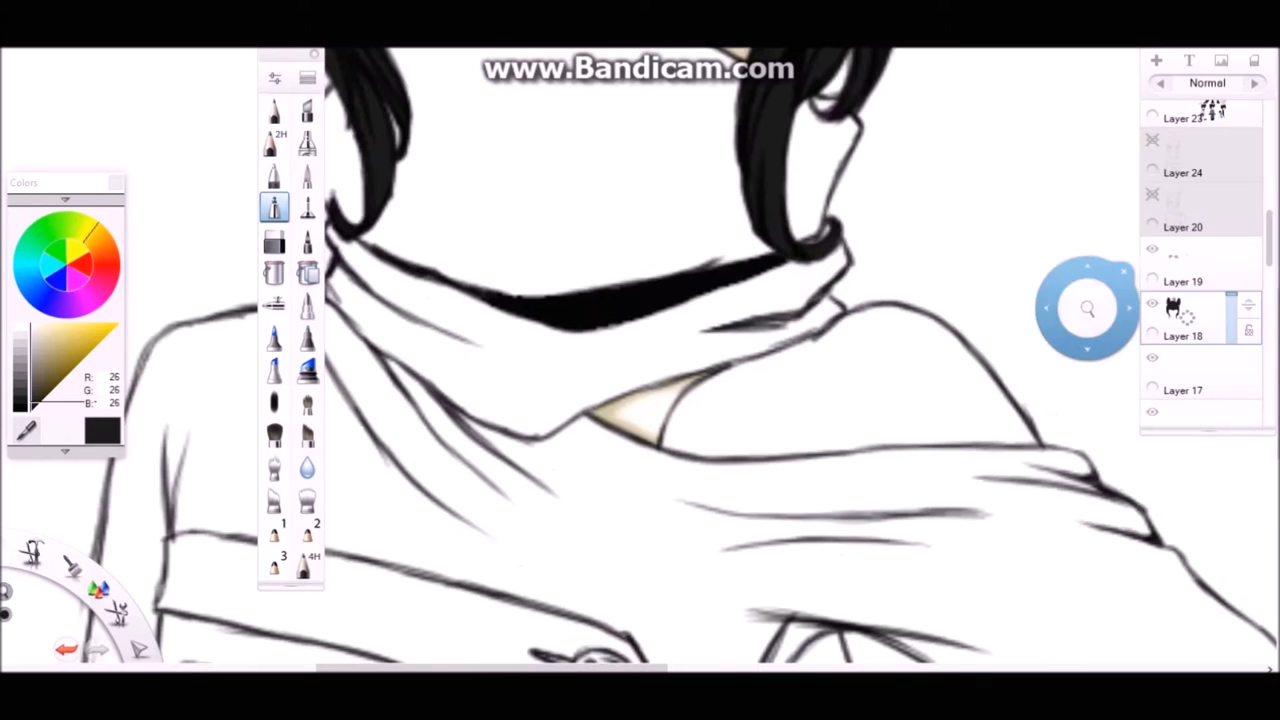 www.Bandicam.com
Colors
Normal
Layer 23
2H
Layer 24
Layer 20
Layer 19
Layer 18
R: 26
G: 26
B: 26
Layer 17
1
2
3
4H